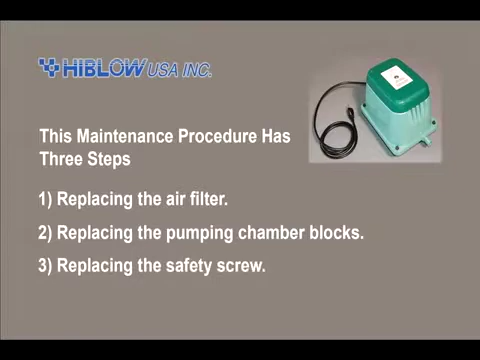 HIBLOW USA INC.
This Maintenance Procedure Has
Three Steps
1) Replacing the air filter.
2) Replacing the pumping chamber blocks.
3) Replacing the safety screw.